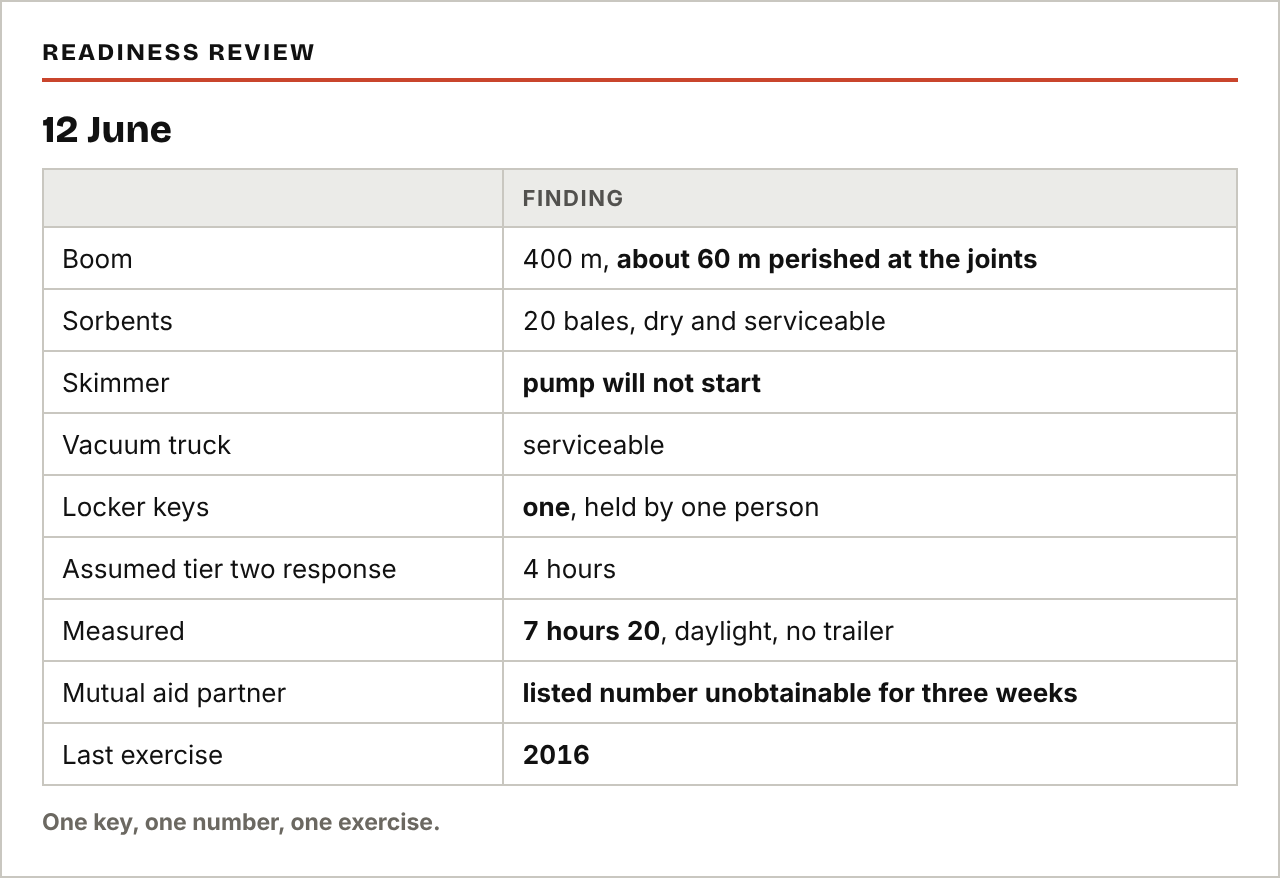 READINESS REVIEW
12 June
FINDING
Boom 400 m, about 60 m perished at the joints
Sorbents 20 bales, dry and serviceable
Skimmer pump will not start
Vacuum truck serviceable
Locker keys one, held by one person
Assumed tier two response 4 hours
Measured 7 hours 20, daylight, no trailer
Mutual aid partner listed number unobtainable for three weeks
Last exercise 2016
One key, one number, one exercise.